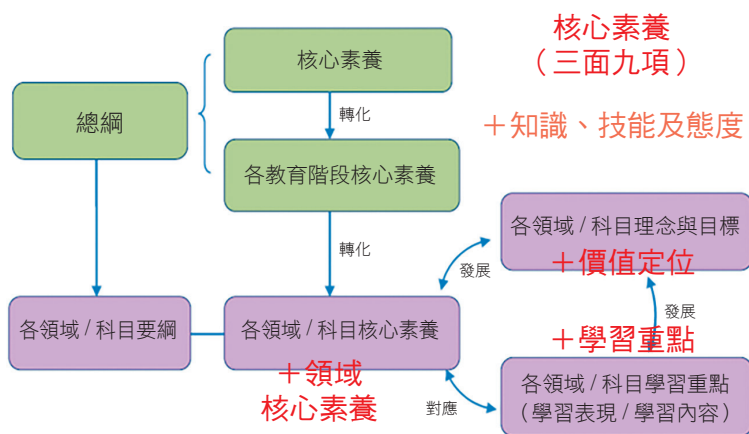 核心素養
（三面九項）
核心素養
總綱
轉化
＋知識、技能及態度
各教育階段核心素養
轉化
各領域 / 科目理念與目標
＋價值定位
發展
發展
各領域 / 科目要綱
各領域 / 科目核心素養
＋學習重點
＋領域
核心素養
對應
各領域 / 科目學習重點
（學習表現 / 學習內容）